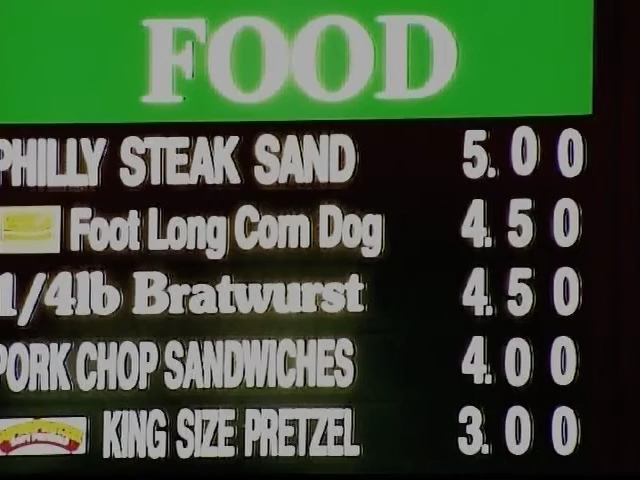 FOOD
PHILLY STEAK SAND 5.00
Foot Long Corn Dog 4.50
1/4lb Bratwurst 4.50
PORK CHOP SANDWICHES 4.00
KING SIZE PRETZEL 3.00